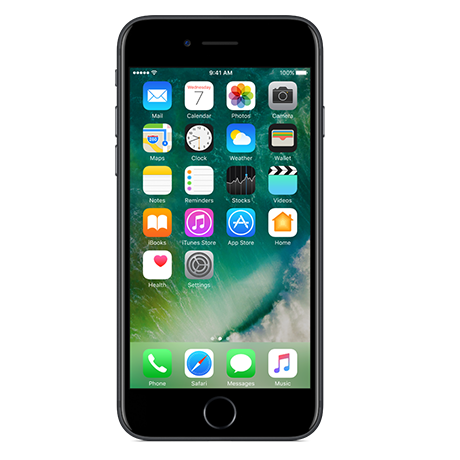 9:41 AM 100%
Mail Calendar Photos Camera
Wednesday
7
Maps Clock Weather Wallet
280
Notes Reminders Stocks Videos
iBooks iTunes Store App Store Home
Health Settings
Phone Safari Messages Music